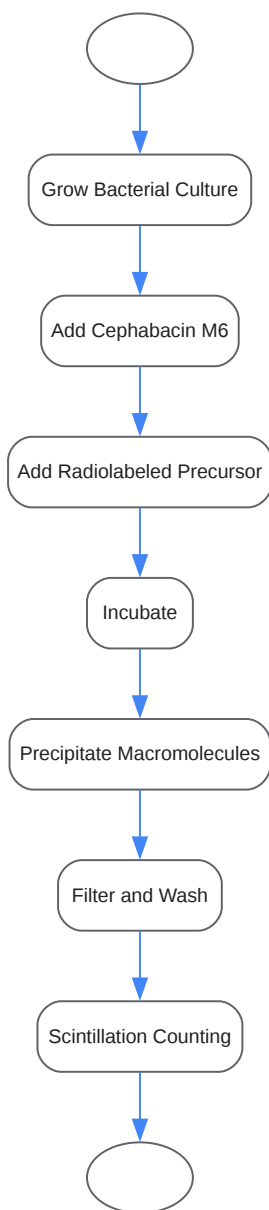 Grow Bacterial Culture
Add Cephabacin M6
Add Radiolabeled Precursor
Incubate
Precipitate Macromolecules
Filter and Wash
Scintillation Counting